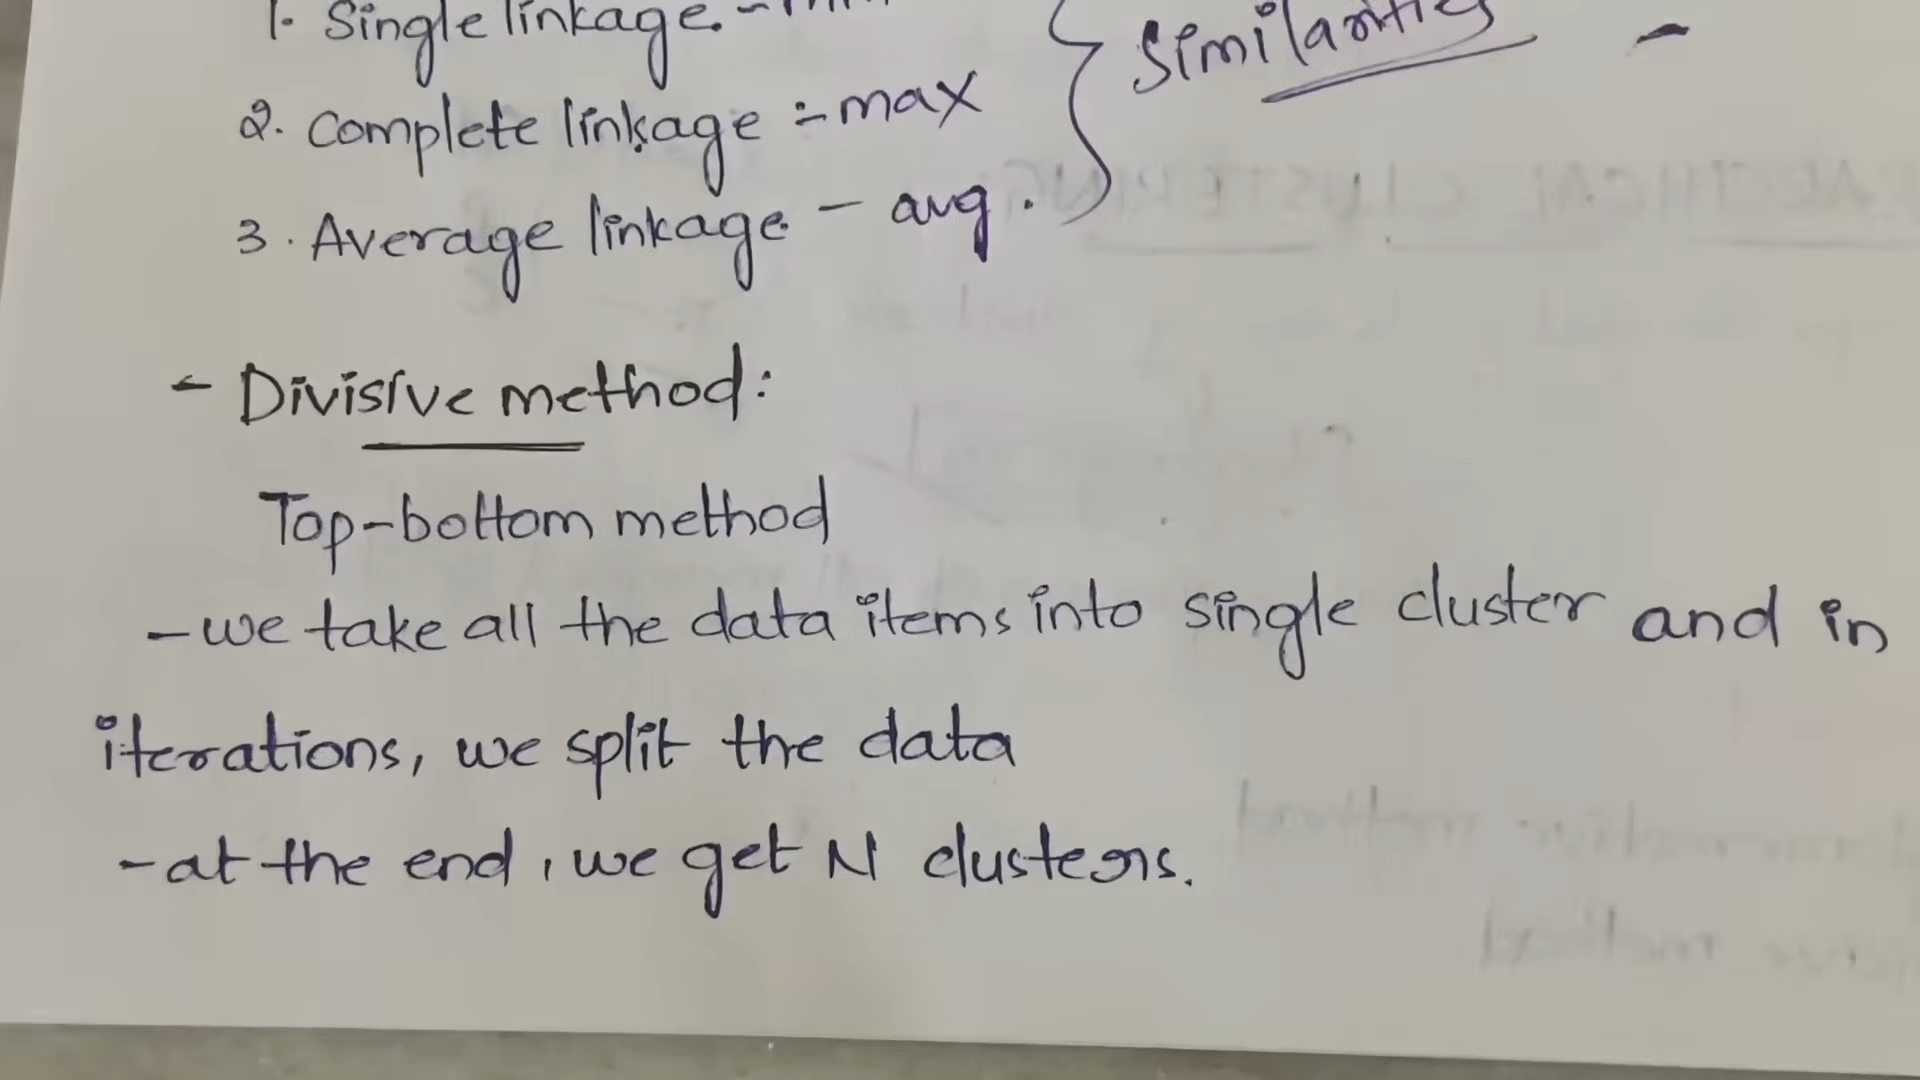 1. Single linkage. - min
2. Complete linkage :- max
3. Average linkage - avg.
Similarities -
- Divisive method:
Top-bottom method
- we take all the data items into single cluster and in
iterations, we split the data
- at the end, we get N clusters.